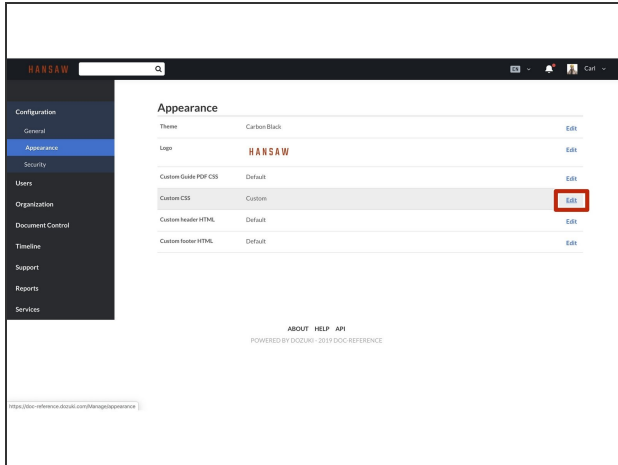 HANSAW
EN
Carl
Configuration
General
Appearance
Security
Users
Organization
Document Control
Timeline
Support
Reports
Services
Appearance
Theme Carbon Black Edit
Logo HANSAW Edit
Custom Guide PDF CSS Default Edit
Custom CSS Custom Edit
Custom header HTML Default Edit
Custom footer HTML Default Edit
ABOUT HELP API
POWERED BY DOZUKI - 2019 DOC-REFERENCE
https://doc-reference.dozuki.com/Manage/appearance